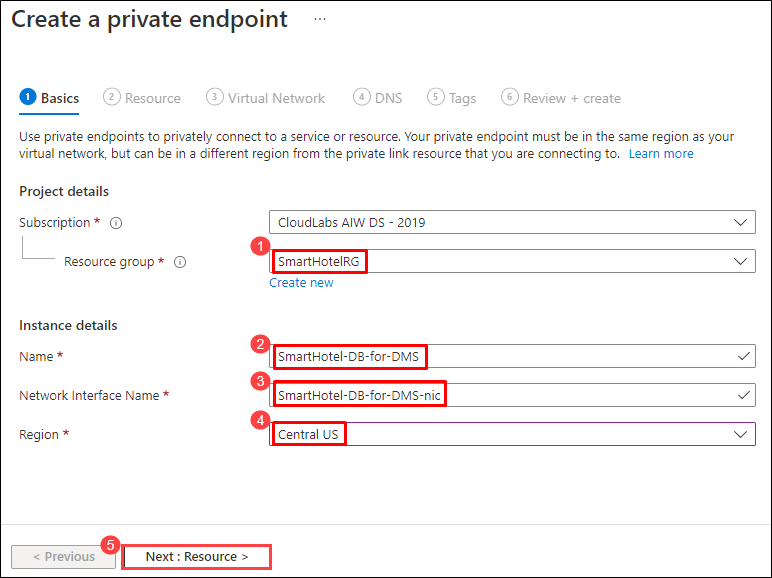 Create a private endpoint ...
1 Basics 2 Resource 3 Virtual Network 4 DNS 5 Tags 6 Review + create
Use private endpoints to privately connect to a service or resource. Your private endpoint must be in the same region as your
virtual network, but can be in a different region from the private link resource that you are connecting to. Learn more
Project details
Subscription * CloudLabs AIW DS - 2019
1
Resource group * SmartHotelRG
Create new
Instance details
2
Name * SmartHotel-DB-for-DMS
3
Network Interface Name * SmartHotel-DB-for-DMS-nic
4
Region * Central US
5
< Previous Next : Resource >